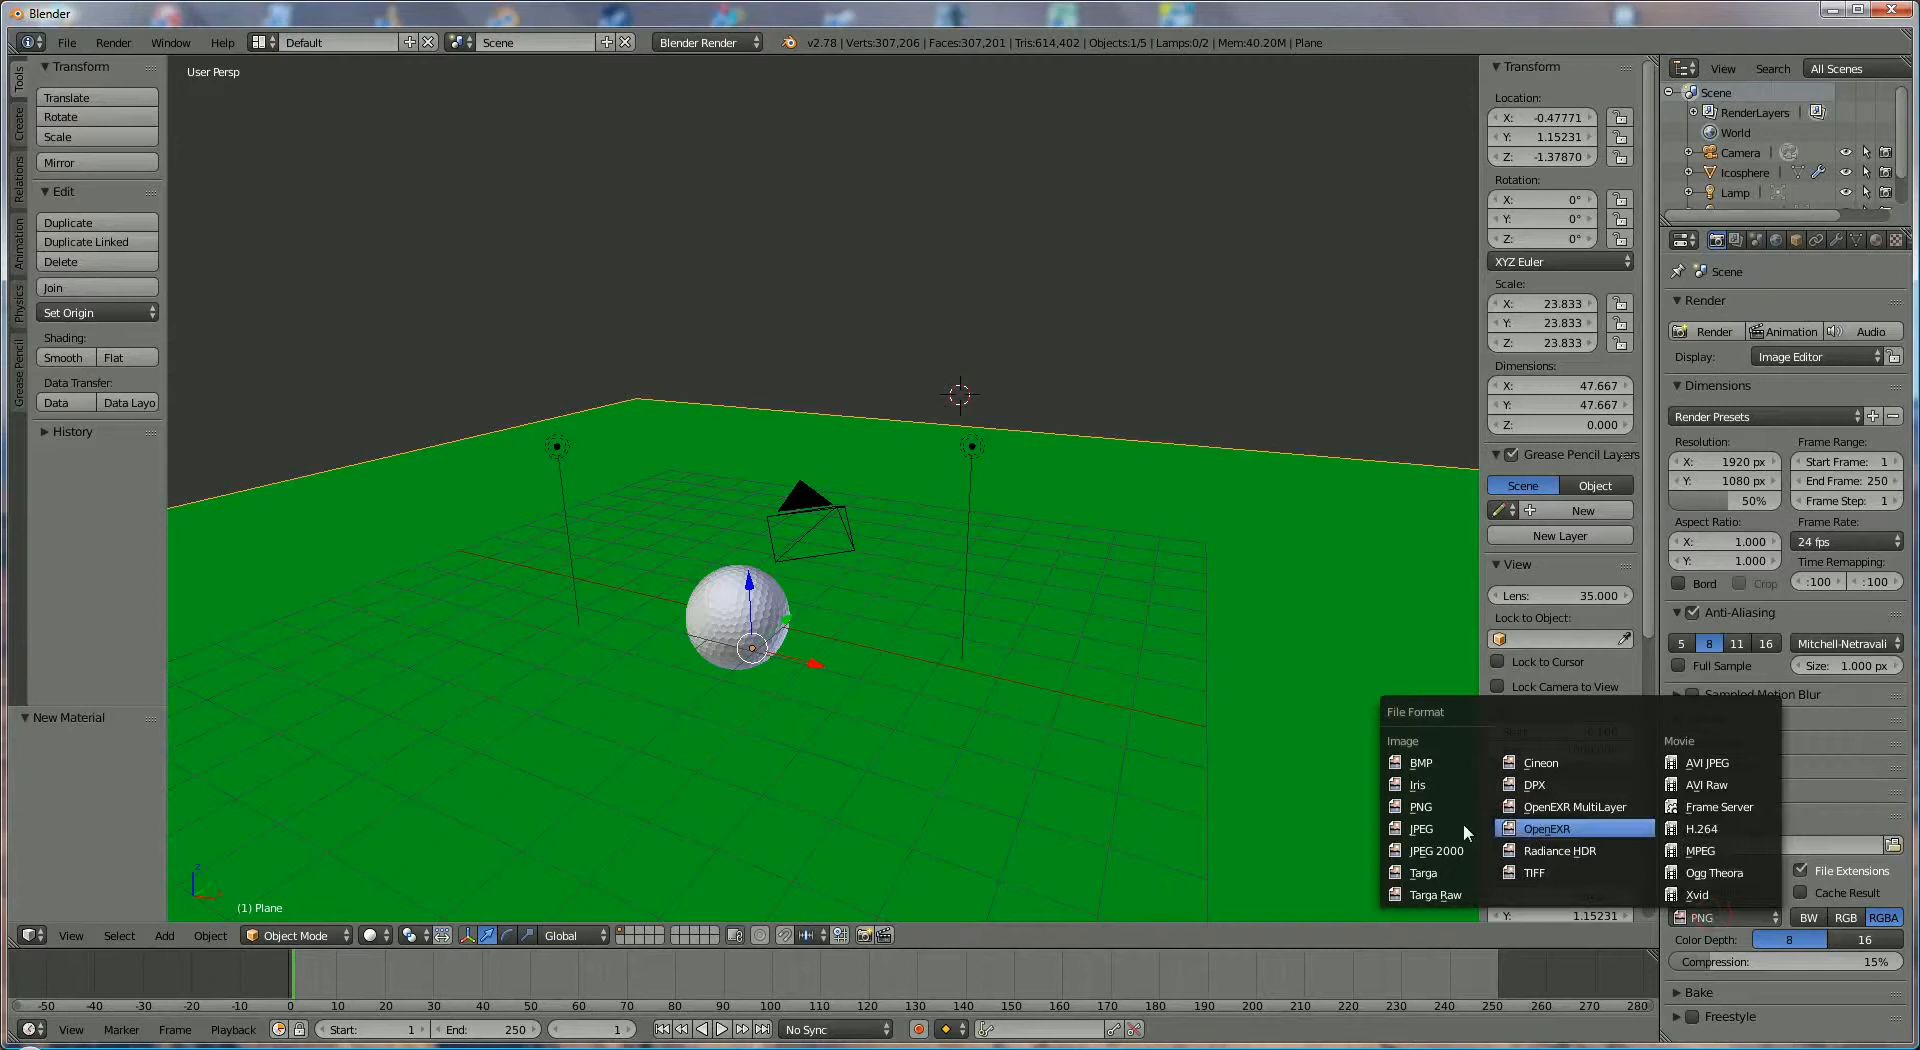 Blender
File Render Window Help Default Scene Blender Render v2.78 | Verts:307,206 | Faces:307,201 | Tris:614,402 | Objects:1/5 | Lamps:0/2 | Mem:40.20M | Plane
Tools
Create
Relations
Animation
Physics
Grease Pencil
Transform
Translate
Rotate
Scale
Mirror
Edit
Duplicate
Duplicate Linked
Delete
Join
Set Origin
Shading:
Smooth Flat
Data Transfer:
Data Data Layo
History
New Material
User Persp
(1) Plane
Transform
Location:
X: -0.47771
Y: 1.15231
Z: -1.37870
Rotation:
X: 0°
Y: 0°
Z: 0°
XYZ Euler
Scale:
X: 23.833
Y: 23.833
Z: 23.833
Dimensions:
X: 47.667
Y: 47.667
Z: 0.000
Grease Pencil Layers
Scene Object
New
New Layer
View
Lens: 35.000
Lock to Object:
Lock to Cursor
Lock Camera to View
View Search All Scenes
Scene
RenderLayers
World
Camera
Icosphere
Lamp
Scene
Render
Render Animation Audio
Display: Image Editor
Dimensions
Render Presets
Resolution: Frame Range:
X: 1920 px Start Frame: 1
Y: 1080 px End Frame: 250
50% Frame Step: 1
Aspect Ratio: Frame Rate:
X: 1.000 24 fps
Y: 1.000 Time Remapping:
Bord Crop :100 :100
Anti-Aliasing
5 8 11 16 Mitchell-Netravali
Full Sample Size: 1.000 px
Sampled Motion Blur
File Format
Image Movie
BMP Cineon AVI JPEG
Iris DPX AVI Raw
PNG OpenEXR MultiLayer Frame Server
JPEG OpenEXR H.264
JPEG 2000 Radiance HDR MPEG
Targa TIFF Ogg Theora
Targa Raw Xvid
File Extensions
Cache Result
Y: 1.15231
PNG BW RGB RGBA
Color Depth: 8 16
Compression: 15%
Bake
Freestyle
View Select Add Object Object Mode Global
-50 -40 -30 -20 -10 0 10 20 30 40 50 60 70 80 90 100 110 120 130 140 150 160 170 180 190 200 210 220 230 240 250 260 270 280
View Marker Frame Playback Start: 1 End: 250 1 No Sync